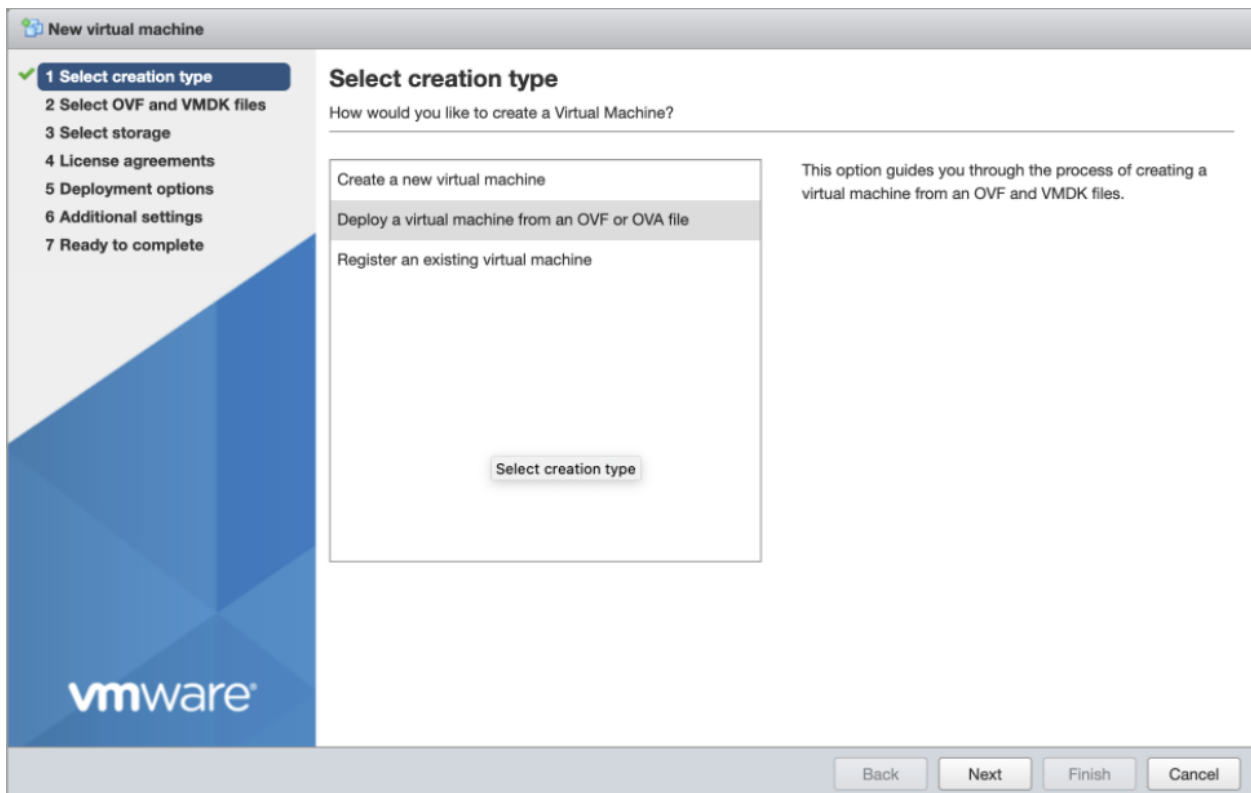 New virtual machine
1 Select creation type
2 Select OVF and VMDK files
3 Select storage
4 License agreements
5 Deployment options
6 Additional settings
7 Ready to complete
vmware®
Select creation type
How would you like to create a Virtual Machine?
Create a new virtual machine
Deploy a virtual machine from an OVF or OVA file
Register an existing virtual machine
Select creation type
This option guides you through the process of creating a
virtual machine from an OVF and VMDK files.
Back
Next
Finish
Cancel